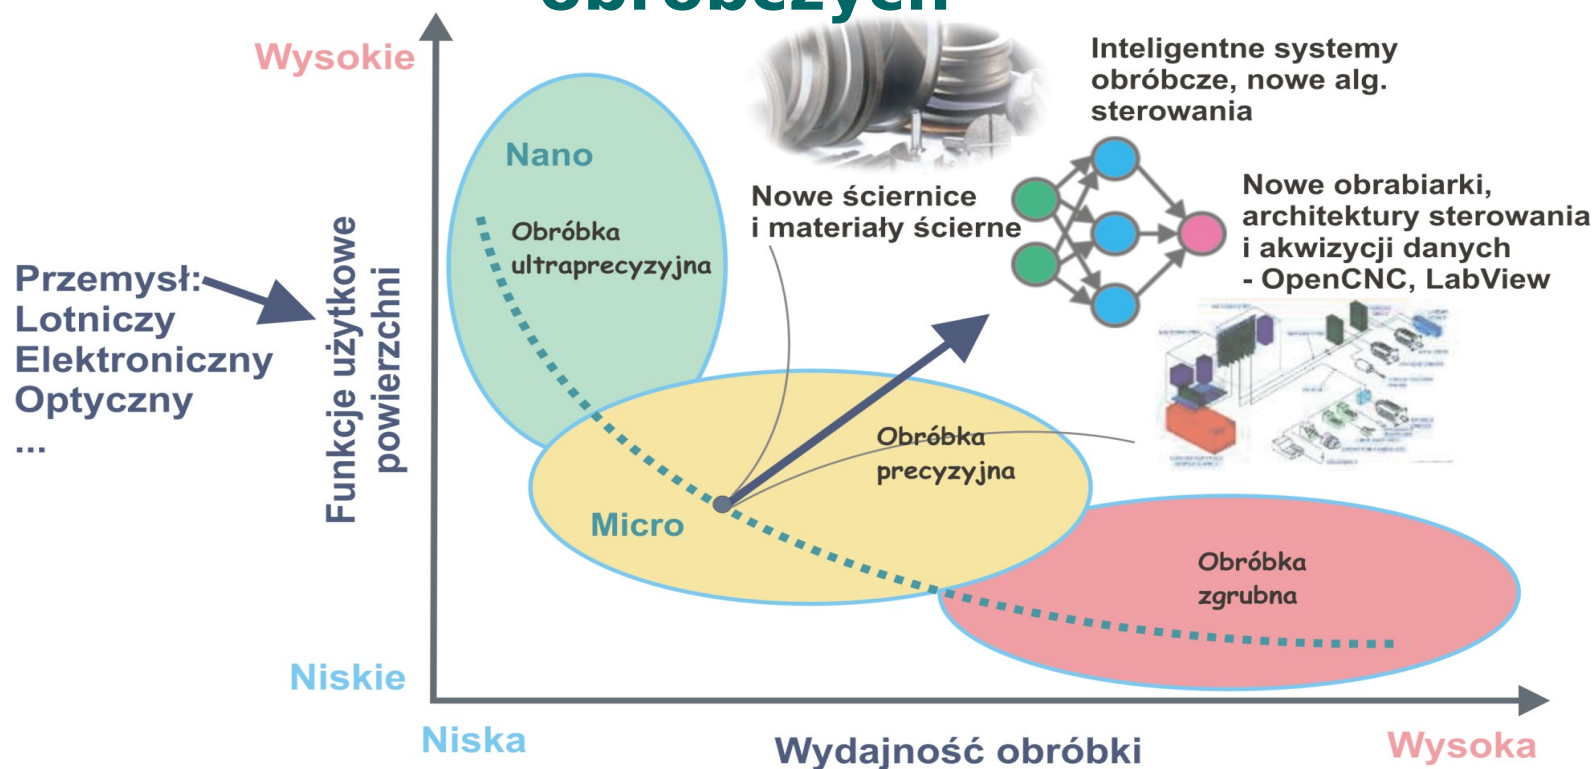 obróbczych
Wysokie
Inteligentne systemy
obróbcze, nowe alg.
sterowania
Nano
Nowe ściernice
i materiały ścierne
Nowe obrabiarki,
architektury sterowania
i akwizycji danych
- OpenCNC, LabView
Obróbka
ultraprecyzyjna
Przemysł:
Lotniczy
Elektroniczny
Optyczny
...
Funkcje użytkowe
powierzchni
Obróbka
precyzyjna
Micro
Obróbka
zgrubna
Niskie
Niska
Wydajność obróbki
Wysoka